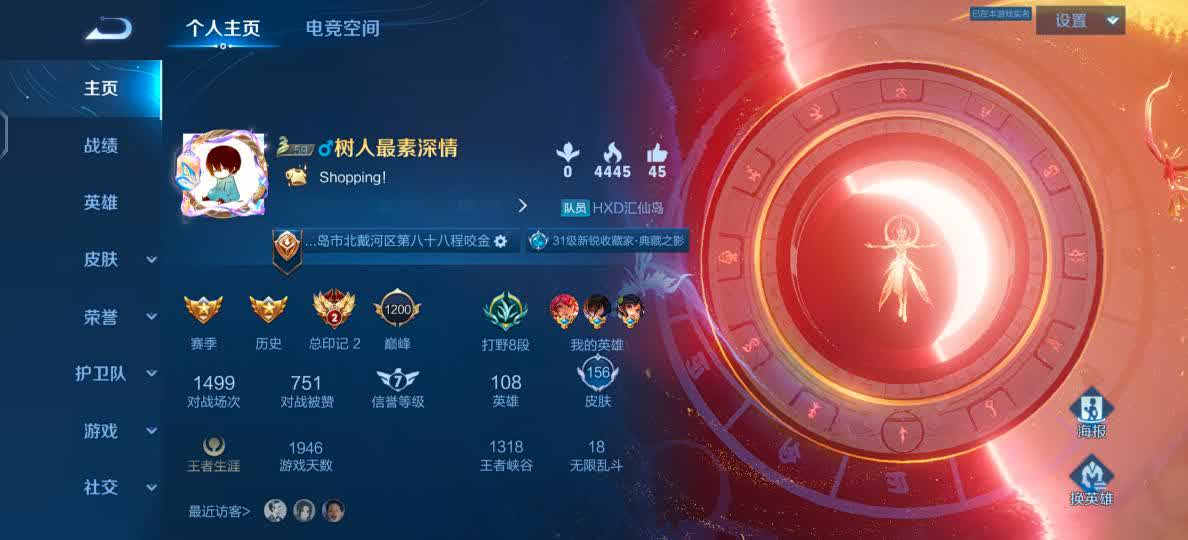 个人主页
电竞空间
已在本游戏实名
设置
主页
战绩
英雄
皮肤
荣誉
护卫队
游戏
社交
59
树人最素深情
Shopping!
0
4445
45
队员 HXD汇仙岛
...岛市北戴河区第八十八程咬金
31级新锐收藏家·典藏之影
2
1200
赛季
历史
总印记 2
巅峰
打野8段
我的英雄
1499
对战场次
751
对战被赞
7
信誉等级
108
英雄
156
皮肤
王者生涯
1946
游戏天数
1318
王者峡谷
18
无限乱斗
最近访客>
海报
换英雄